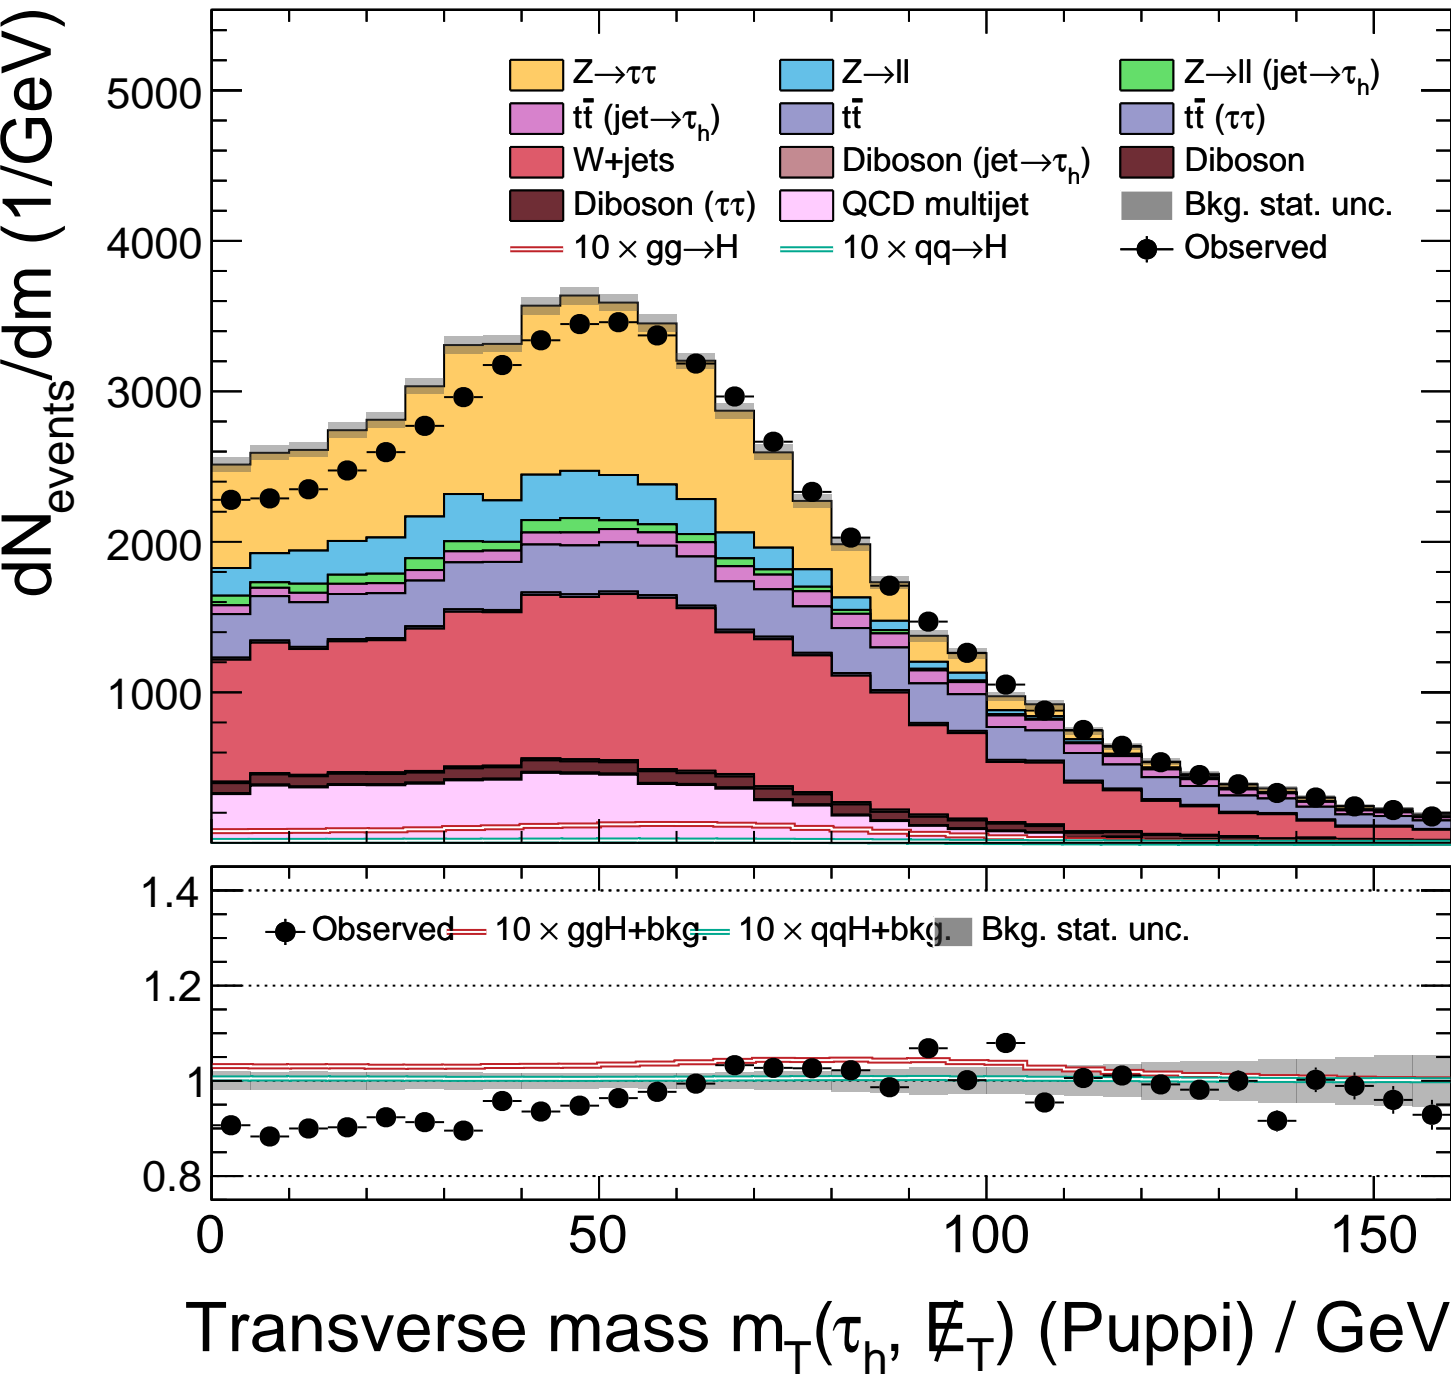 dN_events/dm (1/GeV)
5000
4000
3000
2000
1000
Z→ττ Z→ll Z→ll (jet→τ_h)
tt̄ (jet→τ_h) tt̄ tt̄ (ττ)
W+jets Diboson (jet→τ_h) Diboson
Diboson (ττ) QCD multijet Bkg. stat. unc.
10 × gg→H 10 × qq→H Observed
1.4
1.2
1
0.8
Observed 10 × ggH+bkg. 10 × qqH+bkg. Bkg. stat. unc.
0 50 100 150
Transverse mass m_T(τ_h, E̸_T) (Puppi) / GeV